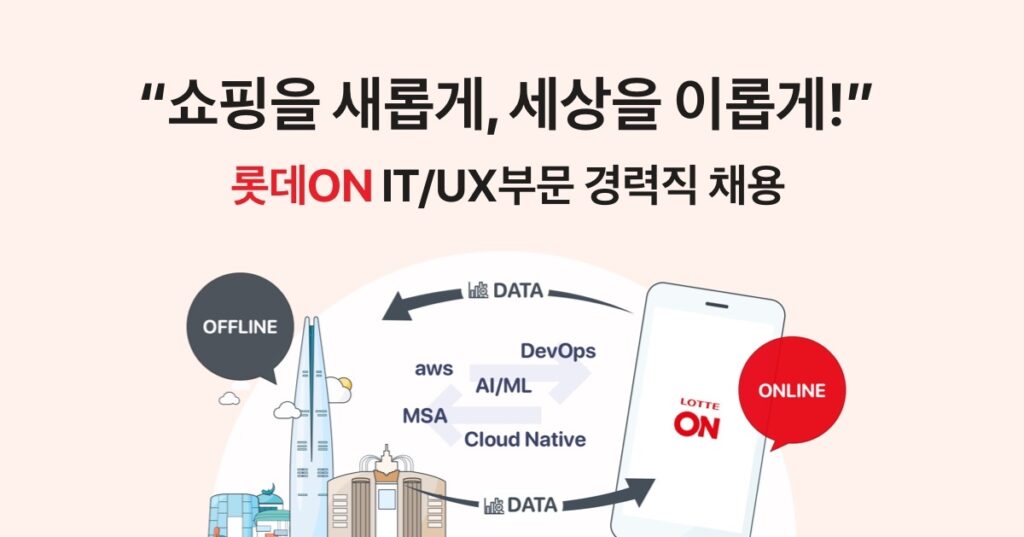 “쇼핑을 새롭게, 세상을 이롭게!”
롯데ON IT/UX부문 경력직 채용
DATA
OFFLINE
DevOps
aws
AI/ML
ONLINE
LOTTE
ON
MSA
Cloud Native
DATA